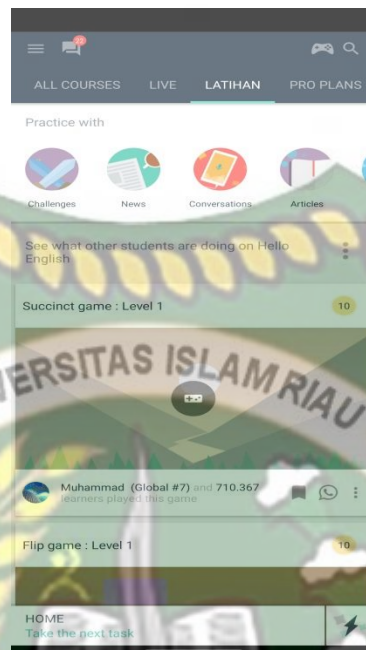 ALL COURSES LIVE LATIHAN PRO PLANS
Practice with
Challenges News Conversations Articles
See what other students are doing on Hello
English
Succinct game : Level 1 10
VERSITAS ISLAM RIAU
Muhammad (Global #7) and 710.367
learners played this game
Flip game : Level 1 10
HOME
Take the next task